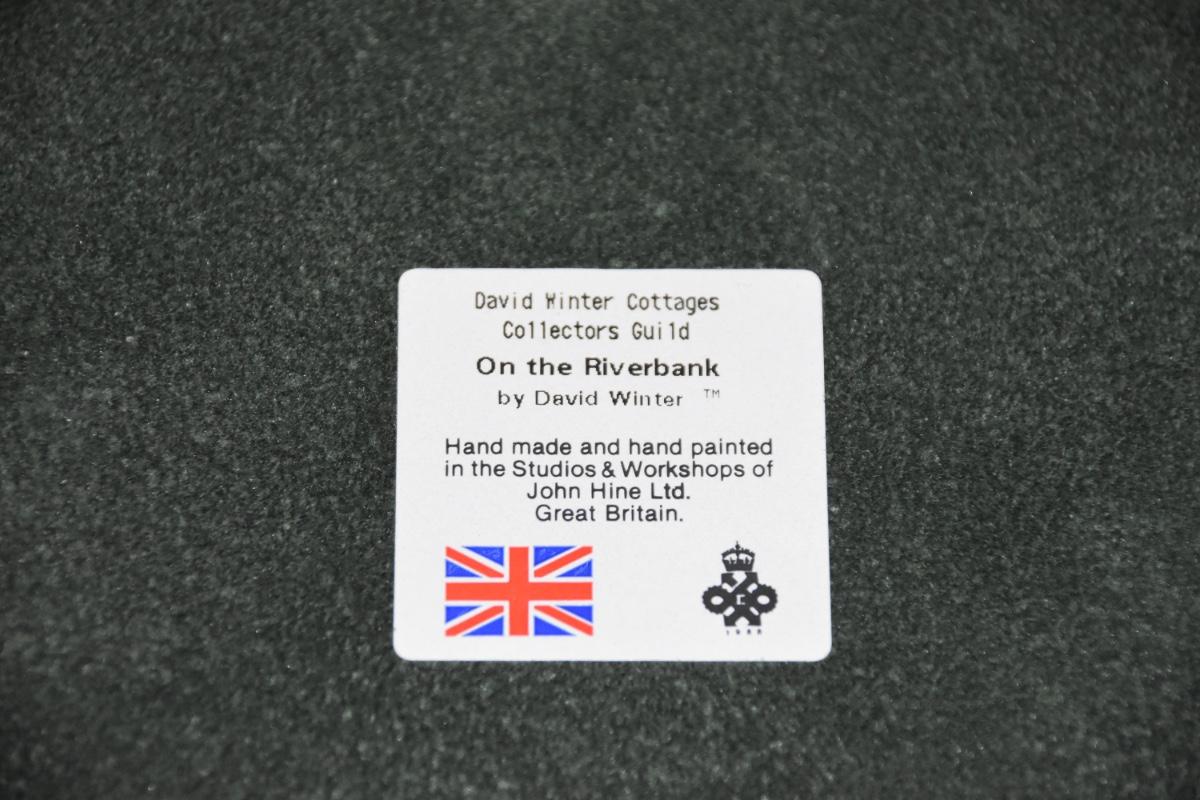 David Winter Cottages
Collectors Guild
On the Riverbank
by David Winter ™
Hand made and hand painted
in the Studios & Workshops of
John Hine Ltd.
Great Britain.
1988